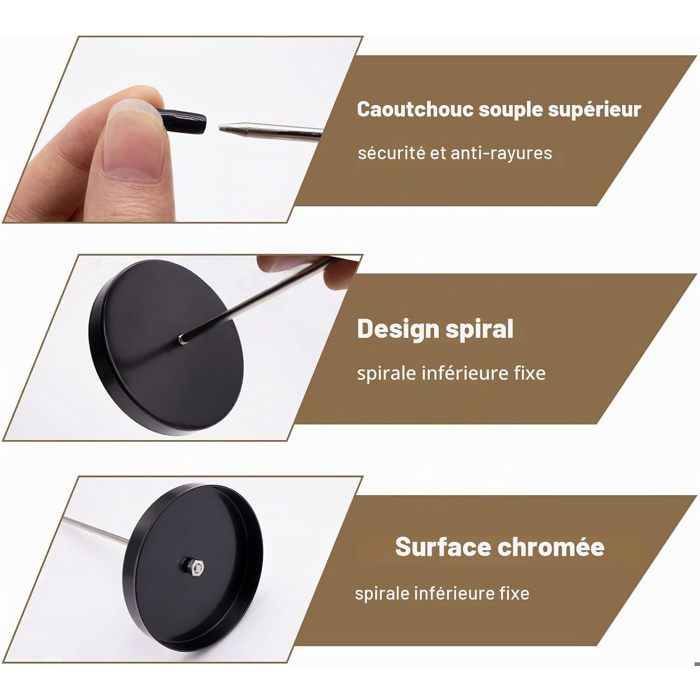 Caoutchouc souple supérieur
sécurité et anti-rayures
Design spiral
spirale inférieure fixe
Surface chromée
spirale inférieure fixe